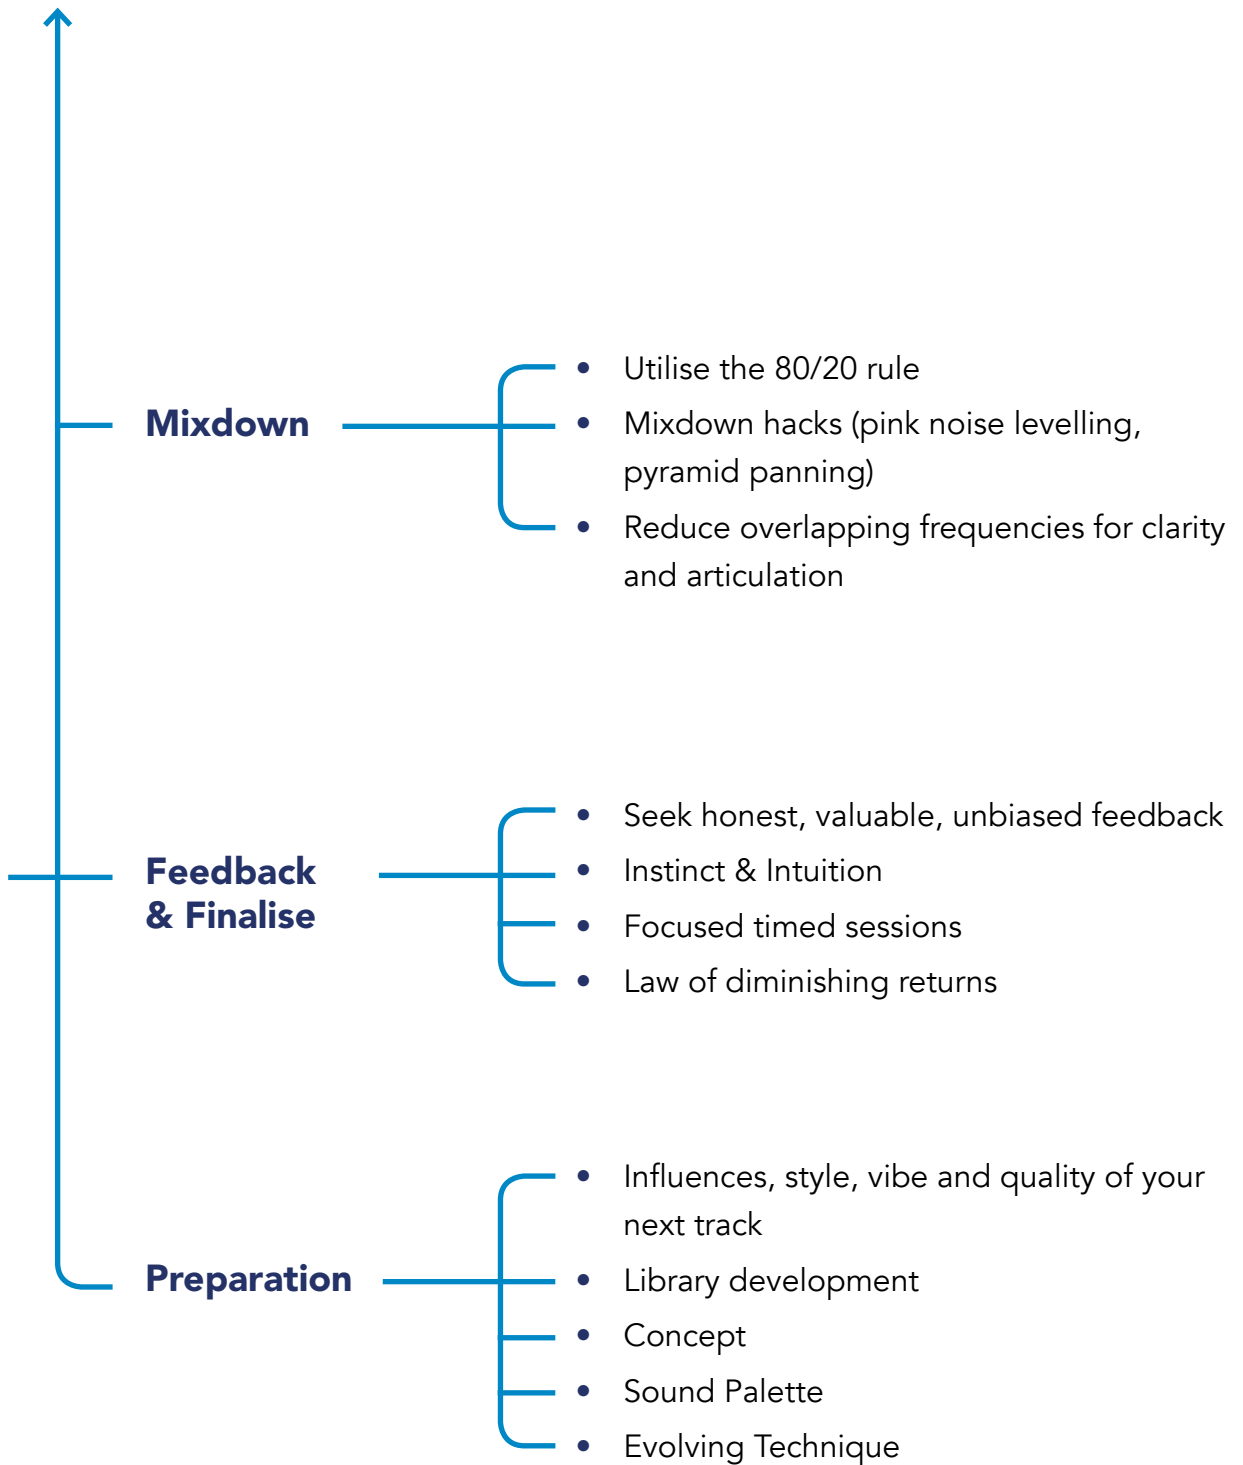 Mixdown
• Utilise the 80/20 rule
• Mixdown hacks (pink noise levelling,
pyramid panning)
• Reduce overlapping frequencies for clarity
and articulation
Feedback
& Finalise
• Seek honest, valuable, unbiased feedback
• Instinct & Intuition
• Focused timed sessions
• Law of diminishing returns
Preparation
• Influences, style, vibe and quality of your
next track
• Library development
• Concept
• Sound Palette
• Evolving Technique